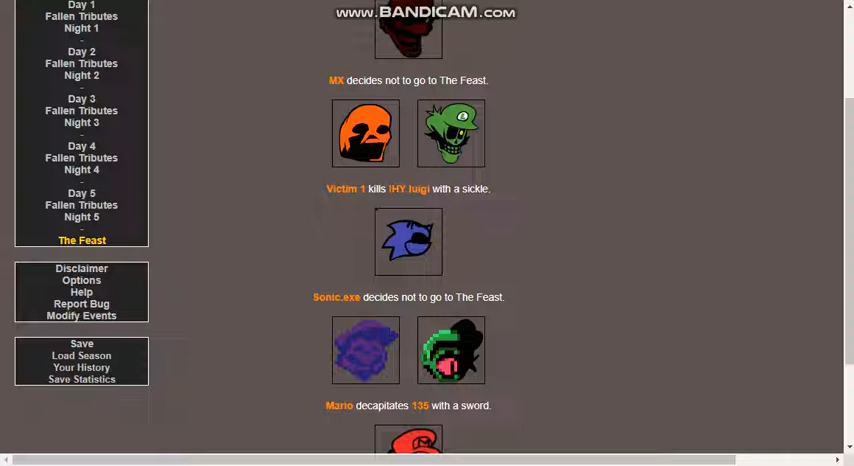 www.BANDICAM.com
Day 1
Fallen Tributes
Night 1
-
Day 2
Fallen Tributes
Night 2
-
Day 3
Fallen Tributes
Night 3
-
Day 4
Fallen Tributes
Night 4
-
Day 5
Fallen Tributes
Night 5
-
The Feast
Disclaimer
Options
Help
Report Bug
Modify Events
Save
Load Season
Your History
Save Statistics
MX decides not to go to The Feast.
Victim 1 kills IHY luigi with a sickle.
Sonic.exe decides not to go to The Feast.
Mario decapitates 135 with a sword.